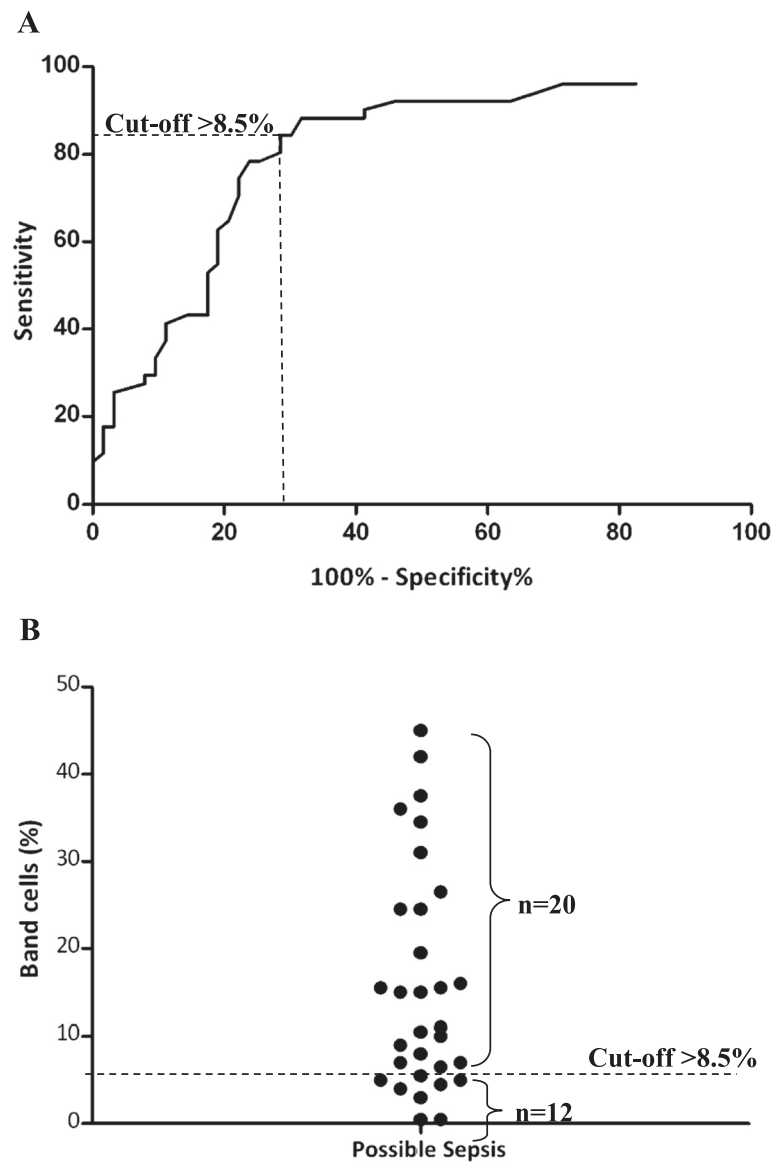 A
100
Cut-off >8.5%
80
60
40
20
0
Sensitivity
0 20 40 60 80 100
100% - Specificity%
B
50
40
30
20
10
0
Band cells (%)
n=20
Cut-off >8.5%
n=12
Possible Sepsis